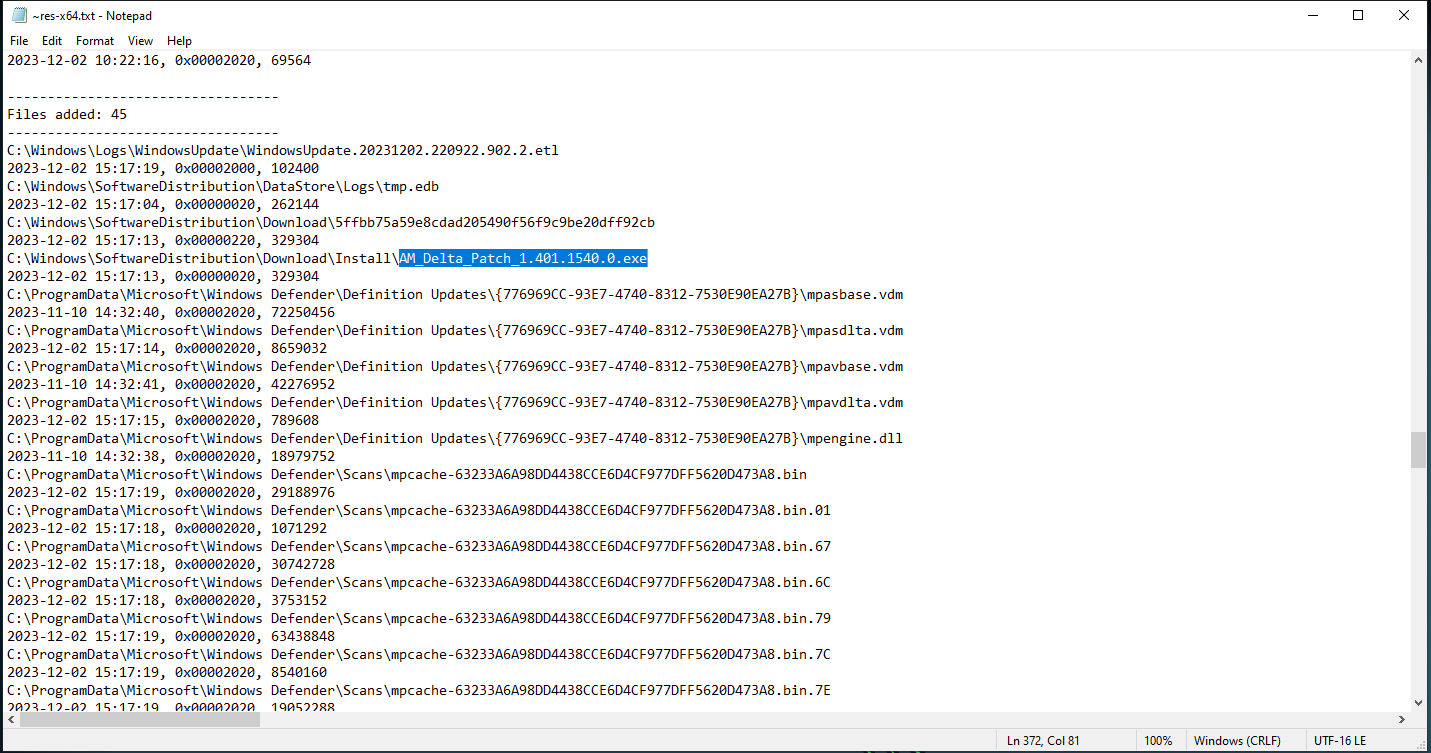 ~res-x64.txt - Notepad
File Edit Format View Help
2023-12-02 10:22:16, 0x00002020, 69564
----------------------------------
Files added: 45
----------------------------------
C:\Windows\Logs\WindowsUpdate\WindowsUpdate.20231202.220922.902.2.etl
2023-12-02 15:17:19, 0x00002000, 102400
C:\Windows\SoftwareDistribution\DataStore\Logs\tmp.edb
2023-12-02 15:17:04, 0x00000020, 262144
C:\Windows\SoftwareDistribution\Download\5ffbb75a59e8cdad205490f56f9c9be20dff92cb
2023-12-02 15:17:13, 0x00000220, 329304
C:\Windows\SoftwareDistribution\Download\Install\AM_Delta_Patch_1.401.1540.0.exe
2023-12-02 15:17:13, 0x00000020, 329304
C:\ProgramData\Microsoft\Windows Defender\Definition Updates\{776969CC-93E7-4740-8312-7530E90EA27B}\mpasbase.vdm
2023-11-10 14:32:40, 0x00002020, 72250456
C:\ProgramData\Microsoft\Windows Defender\Definition Updates\{776969CC-93E7-4740-8312-7530E90EA27B}\mpasdlta.vdm
2023-12-02 15:17:14, 0x00002020, 8659032
C:\ProgramData\Microsoft\Windows Defender\Definition Updates\{776969CC-93E7-4740-8312-7530E90EA27B}\mpavbase.vdm
2023-11-10 14:32:41, 0x00002020, 42276952
C:\ProgramData\Microsoft\Windows Defender\Definition Updates\{776969CC-93E7-4740-8312-7530E90EA27B}\mpavdlta.vdm
2023-12-02 15:17:15, 0x00002020, 789608
C:\ProgramData\Microsoft\Windows Defender\Definition Updates\{776969CC-93E7-4740-8312-7530E90EA27B}\mpengine.dll
2023-11-10 14:32:38, 0x00002020, 18979752
C:\ProgramData\Microsoft\Windows Defender\Scans\mpcache-63233A6A98DD4438CCE6D4CF977DFF5620D473A8.bin
2023-12-02 15:17:19, 0x00002020, 29188976
C:\ProgramData\Microsoft\Windows Defender\Scans\mpcache-63233A6A98DD4438CCE6D4CF977DFF5620D473A8.bin.01
2023-12-02 15:17:18, 0x00002020, 1071292
C:\ProgramData\Microsoft\Windows Defender\Scans\mpcache-63233A6A98DD4438CCE6D4CF977DFF5620D473A8.bin.67
2023-12-02 15:17:18, 0x00002020, 30742728
C:\ProgramData\Microsoft\Windows Defender\Scans\mpcache-63233A6A98DD4438CCE6D4CF977DFF5620D473A8.bin.6C
2023-12-02 15:17:18, 0x00002020, 3753152
C:\ProgramData\Microsoft\Windows Defender\Scans\mpcache-63233A6A98DD4438CCE6D4CF977DFF5620D473A8.bin.79
2023-12-02 15:17:19, 0x00002020, 63438848
C:\ProgramData\Microsoft\Windows Defender\Scans\mpcache-63233A6A98DD4438CCE6D4CF977DFF5620D473A8.bin.7C
2023-12-02 15:17:19, 0x00002020, 8540160
C:\ProgramData\Microsoft\Windows Defender\Scans\mpcache-63233A6A98DD4438CCE6D4CF977DFF5620D473A8.bin.7E
2023-12-02 15:17:19, 0x00002020, 19052288
Ln 372, Col 81 100% Windows (CRLF) UTF-16 LE